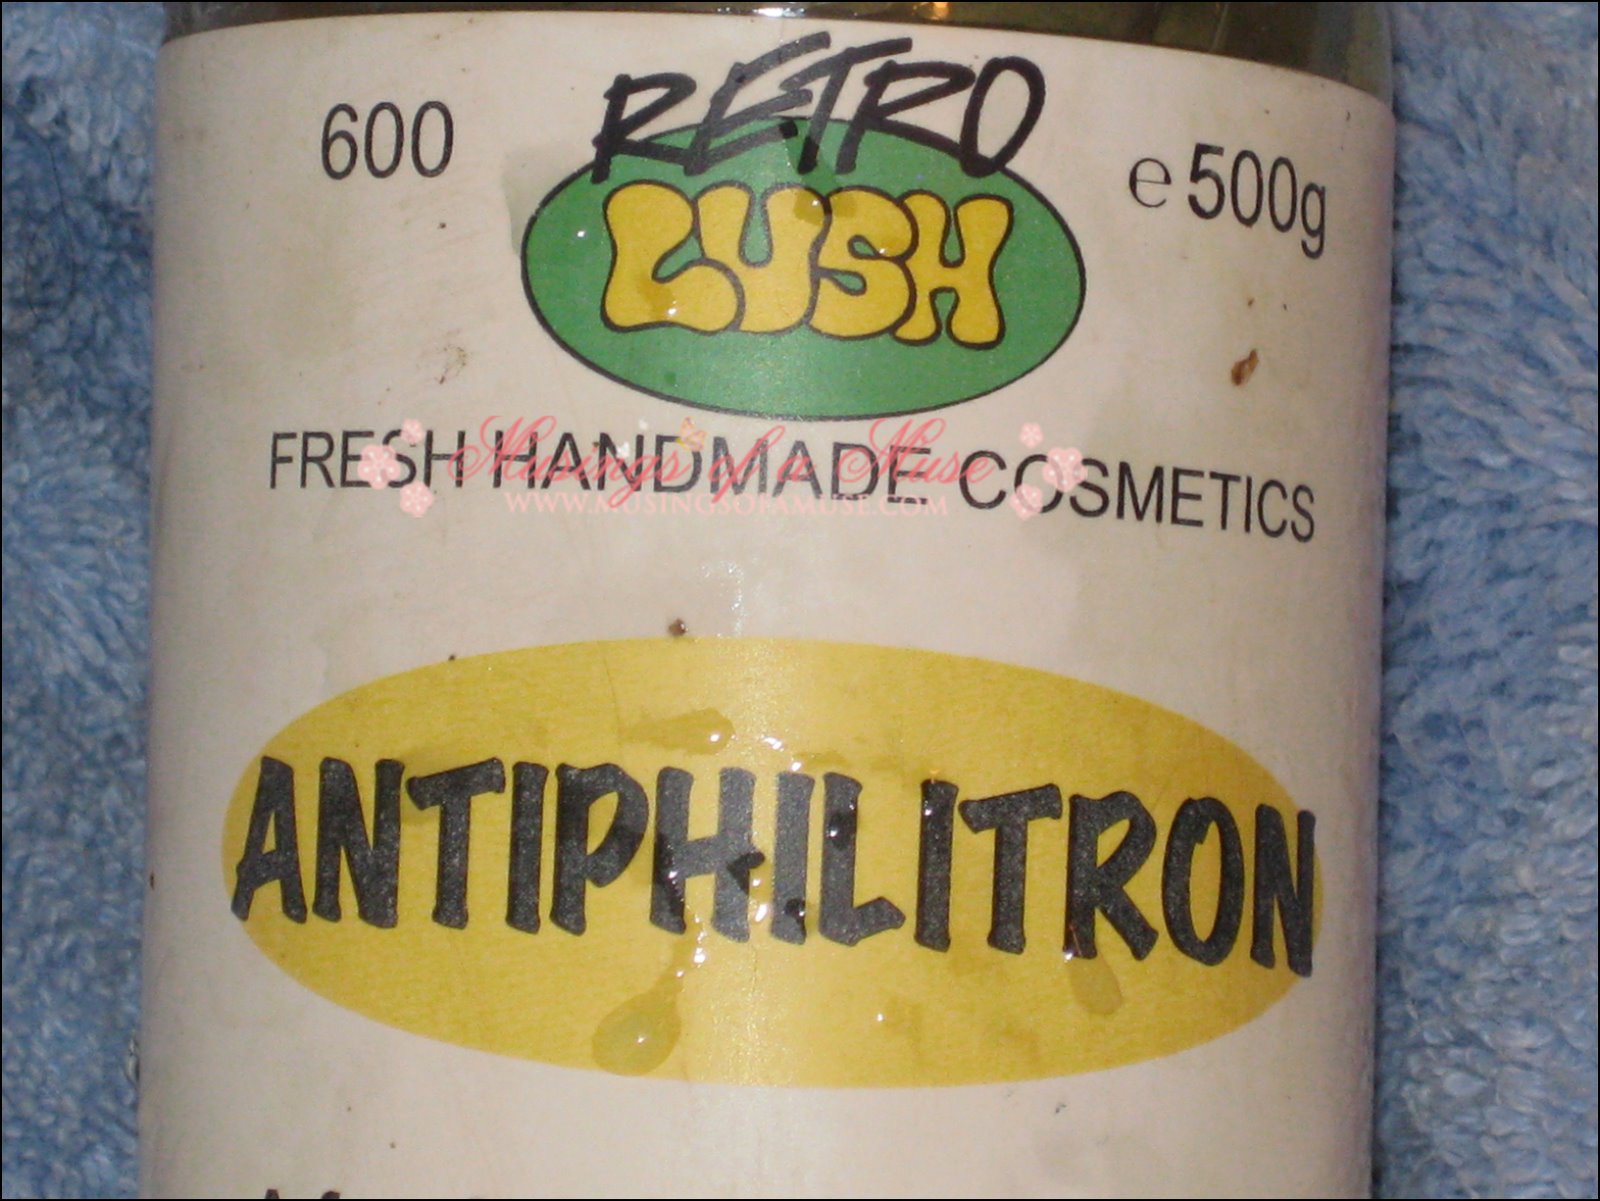 RETRO
600
LUSH
e 500g
FRESH HANDMADE COSMETICS
Musings of a Muse
WWW.MUSINGSOFAMUSE.COM
ANTIPHILITRON